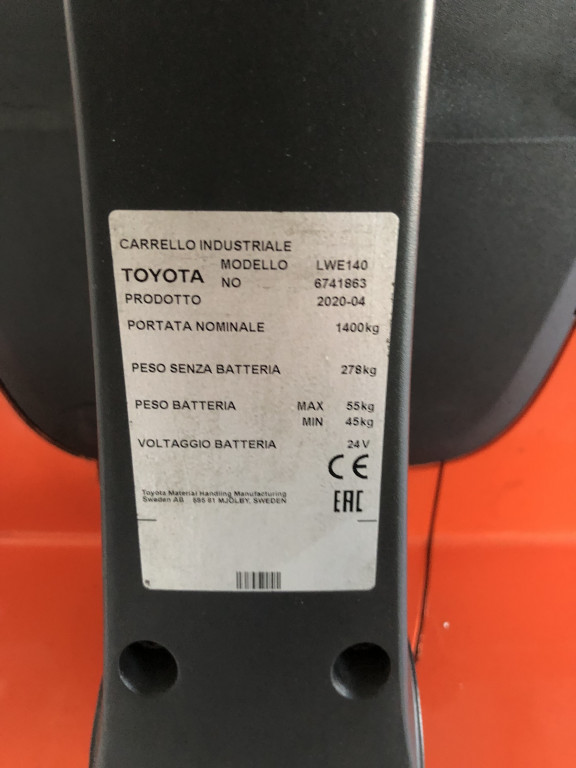 CARRELLO INDUSTRIALE
TOYOTA MODELLO LWE140
NO 6741863
PRODOTTO 2020-04
PORTATA NOMINALE 1400kg
PESO SENZA BATTERIA 278kg
PESO BATTERIA MAX 55kg
MIN 45kg
VOLTAGGIO BATTERIA 24V
CE
Toyota Material Handling Manufacturing
Sweden AB 595 81 MJÖLBY, SWEDEN
EAC